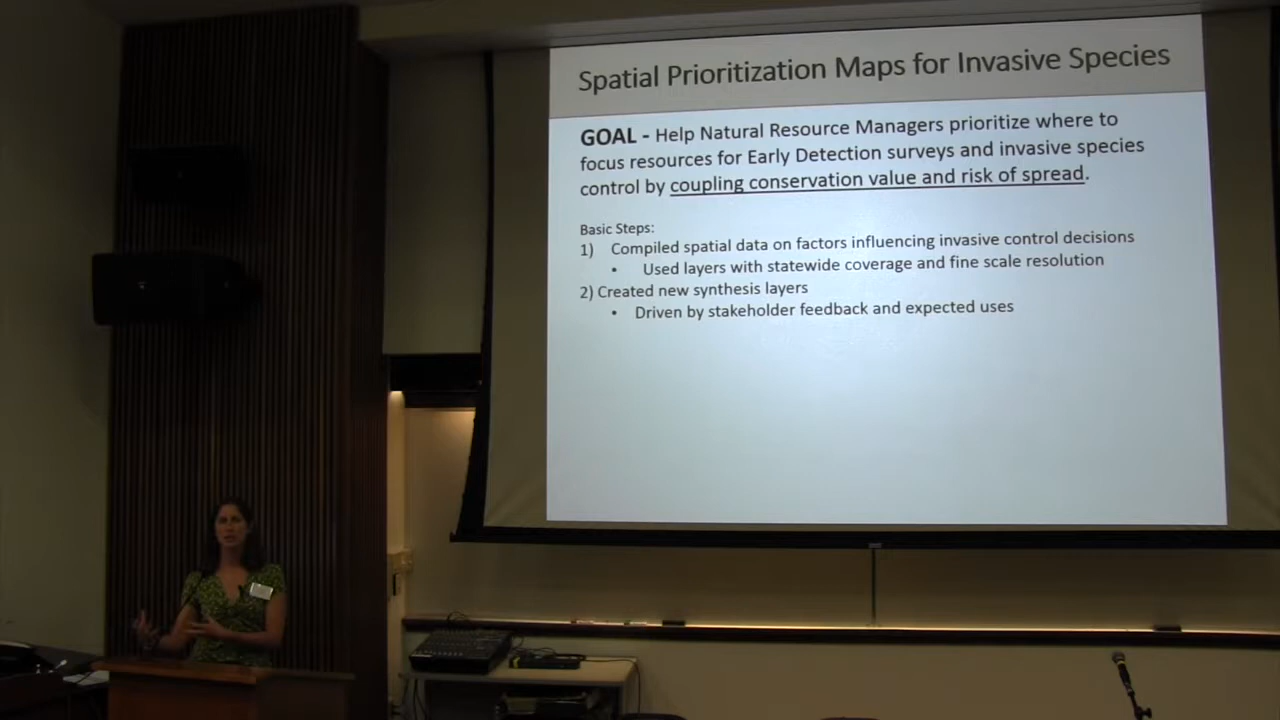 Spatial Prioritization Maps for Invasive Species
GOAL - Help Natural Resource Managers prioritize where to
focus resources for Early Detection surveys and invasive species
control by coupling conservation value and risk of spread.
Basic Steps:
1) Compiled spatial data on factors influencing invasive control decisions
• Used layers with statewide coverage and fine scale resolution
2) Created new synthesis layers
• Driven by stakeholder feedback and expected uses